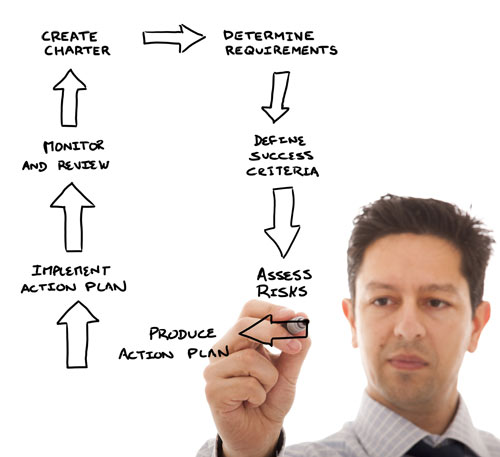 CREATE
CHARTER
DETERMINE
REQUIREMENTS
DEFINE
SUCCESS
CRITERIA
ASSESS
RISKS
PRODUCE
ACTION PLAN
IMPLEMENT
ACTION PLAN
MONITOR
AND REVIEW